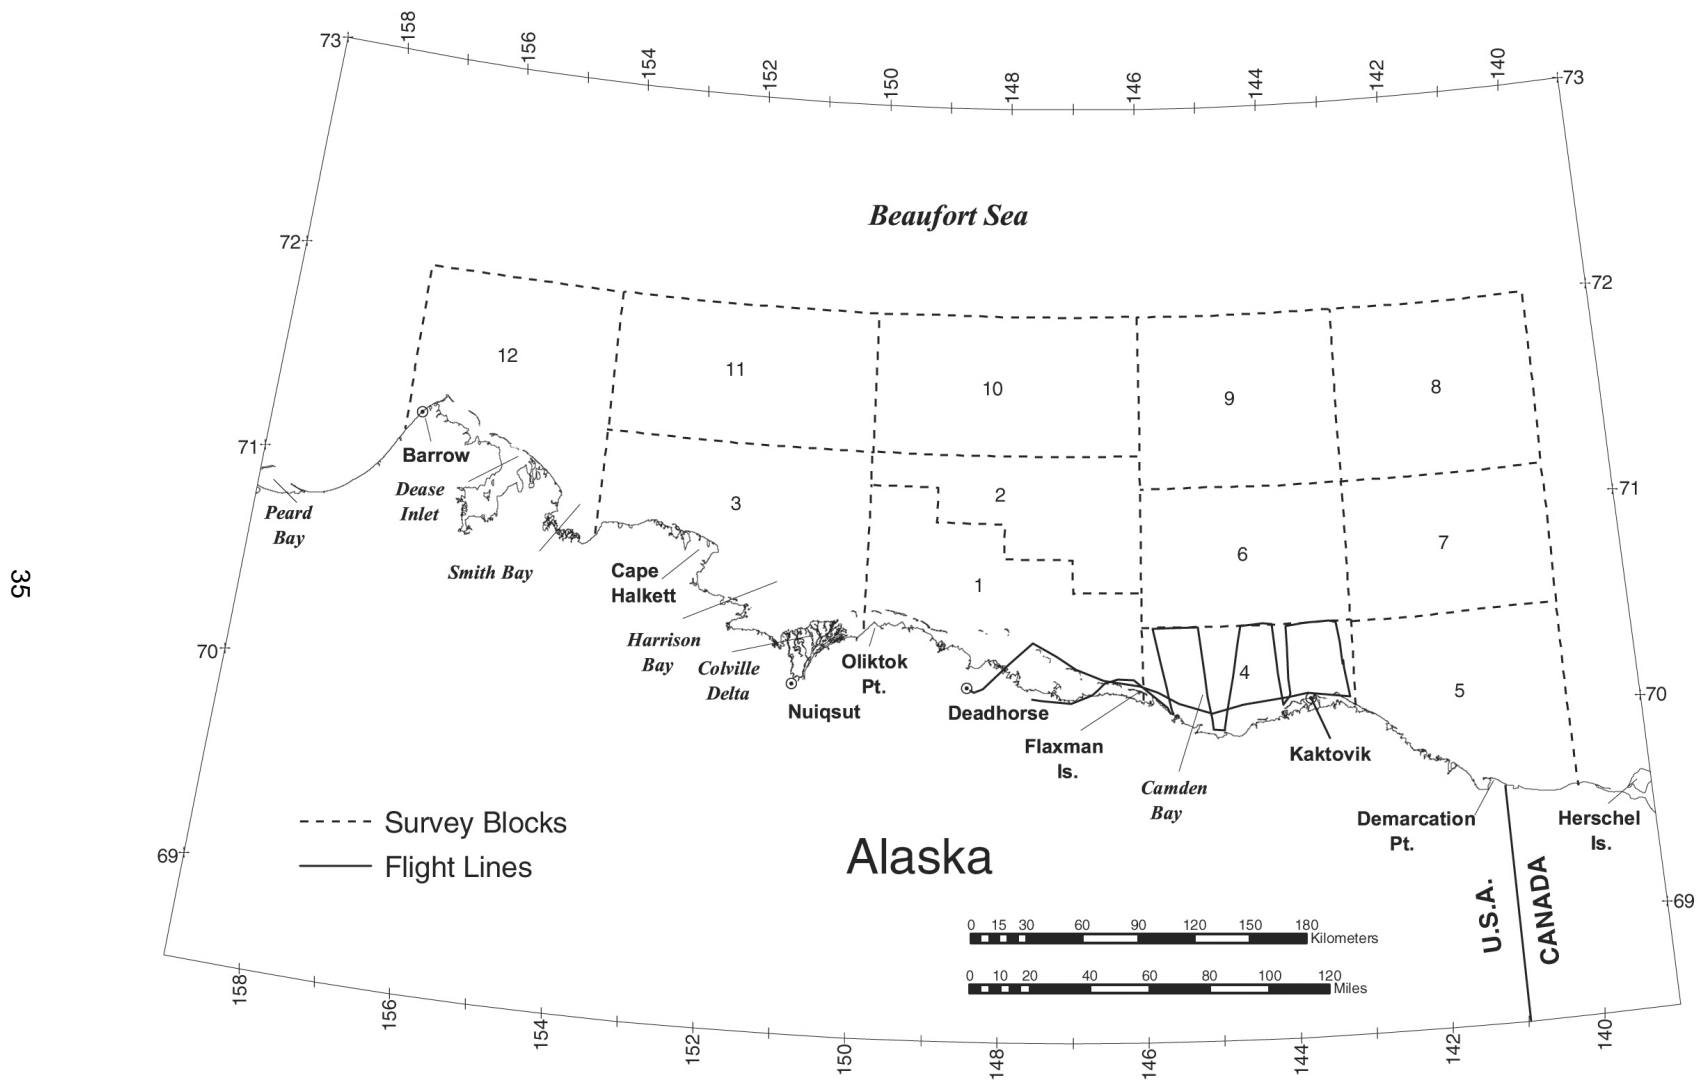 158
156
154
152
150
148
146
144
142
140
73
73
Beaufort Sea
72
72
12
11
10
9
8
71
71
Barrow
Dease
Inlet
Peard
Bay
3
2
6
7
Smith Bay
Cape
Halkett
1
35
Harrison
Bay
Colville
Delta
70
70
Oliktok
Pt.
4
5
Nuiqsut
Deadhorse
Flaxman
Is.
Kaktovik
Camden
Bay
Demarcation
Pt.
Herschel
Is.
Survey Blocks
Flight Lines
Alaska
69
69
U.S.A.
CANADA
0 15 30 60 90 120 150 180
Kilometers
0 10 20 40 60 80 100 120
Miles
158
156
154
152
150
148
146
144
142
140